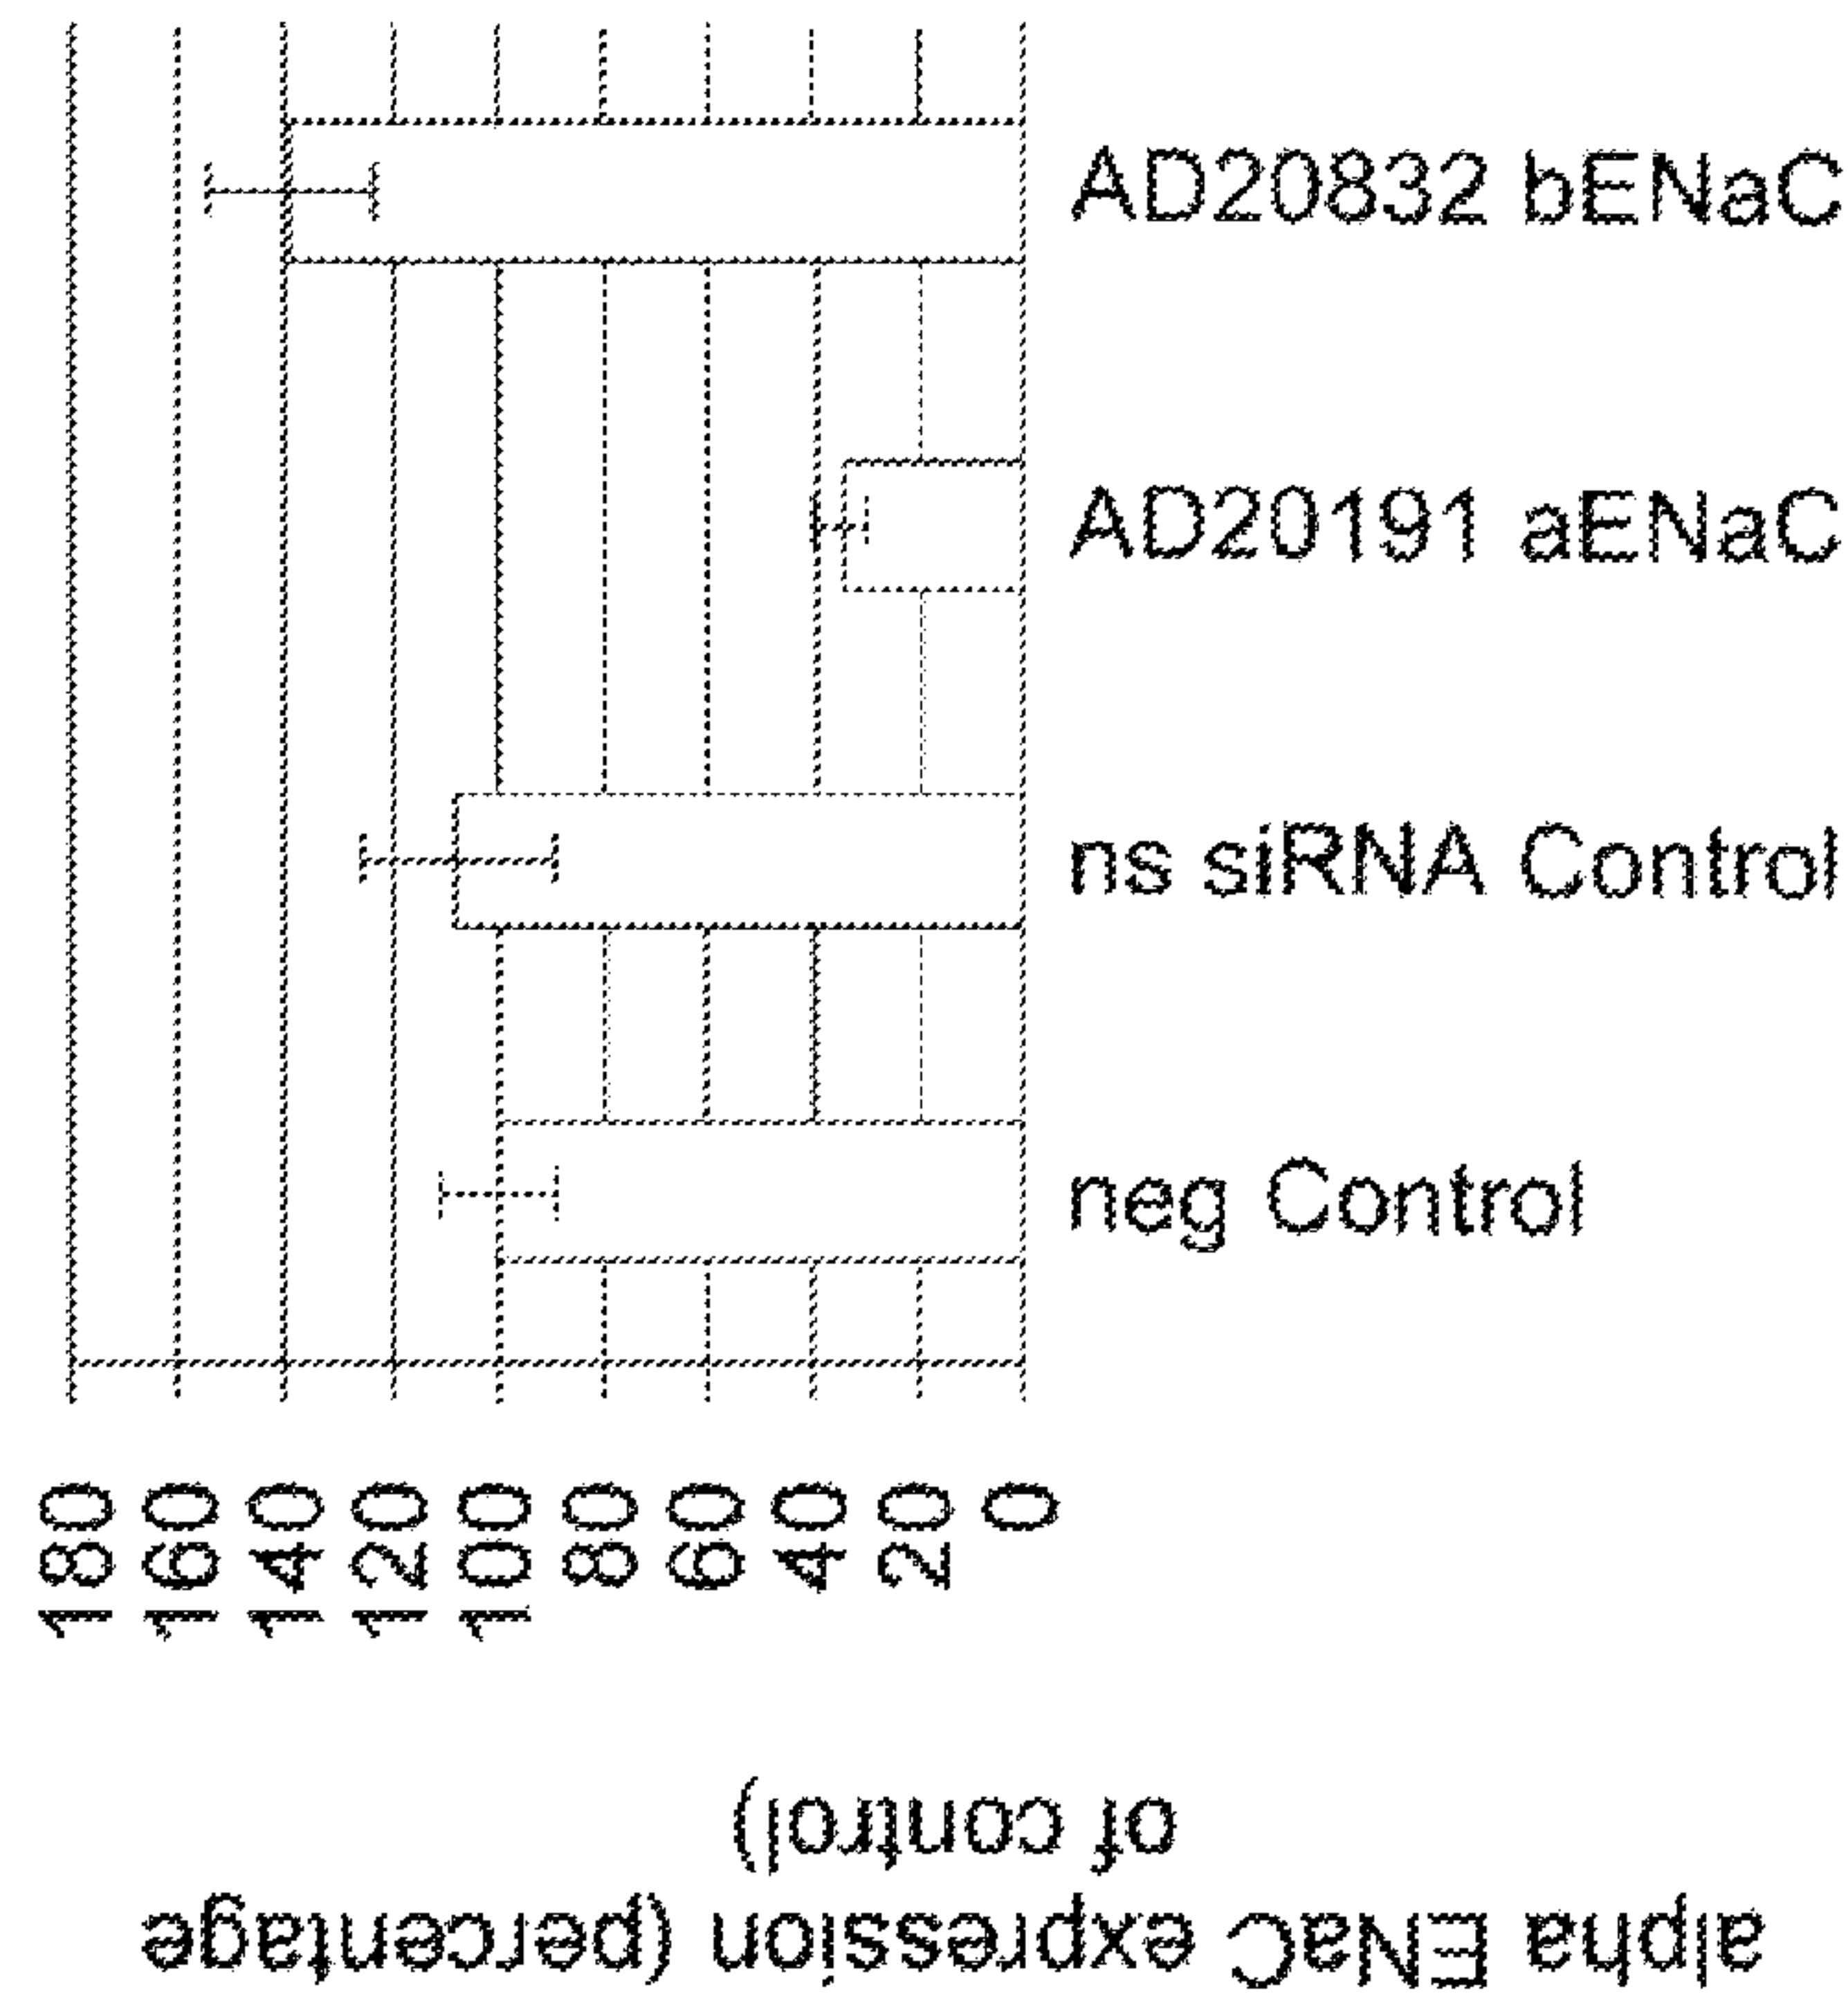 AD20832 bENaC
AD20191 aENaC
ns siRNA Control
neg Control
180
160
140
120
100
80
60
40
20
0
alpha ENaC expression (percentage
of control)